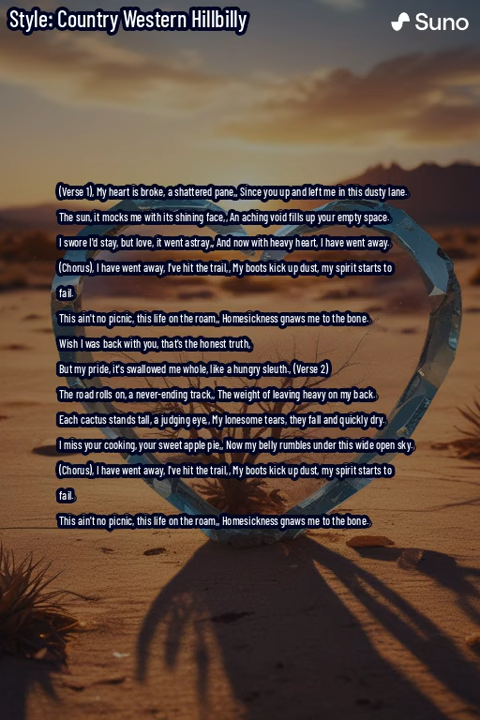 Style: Country Western Hillbilly
Suno
(Verse 1), My heart is broke, a shattered pane,, Since you up and left me in this dusty lane.
The sun, it mocks me with its shining face,, An aching void fills up your empty space.
I swore I'd stay, but love, it went astray,, And now with heavy heart, I have went away.
(Chorus), I have went away, I've hit the trail,, My boots kick up dust, my spirit starts to
fail.
This ain't no picnic, this life on the roam,, Homesickness gnaws me to the bone.
Wish I was back with you, that's the honest truth,
But my pride, it's swallowed me whole, like a hungry sleuth., (Verse 2)
The road rolls on, a never-ending track,, The weight of leaving heavy on my back.
Each cactus stands tall, a judging eye,, My lonesome tears, they fall and quickly dry.
I miss your cooking, your sweet apple pie,, Now my belly rumbles under this wide open sky.
(Chorus), I have went away, I've hit the trail,, My boots kick up dust, my spirit starts to
fail.
This ain't no picnic, this life on the roam,, Homesickness gnaws me to the bone.